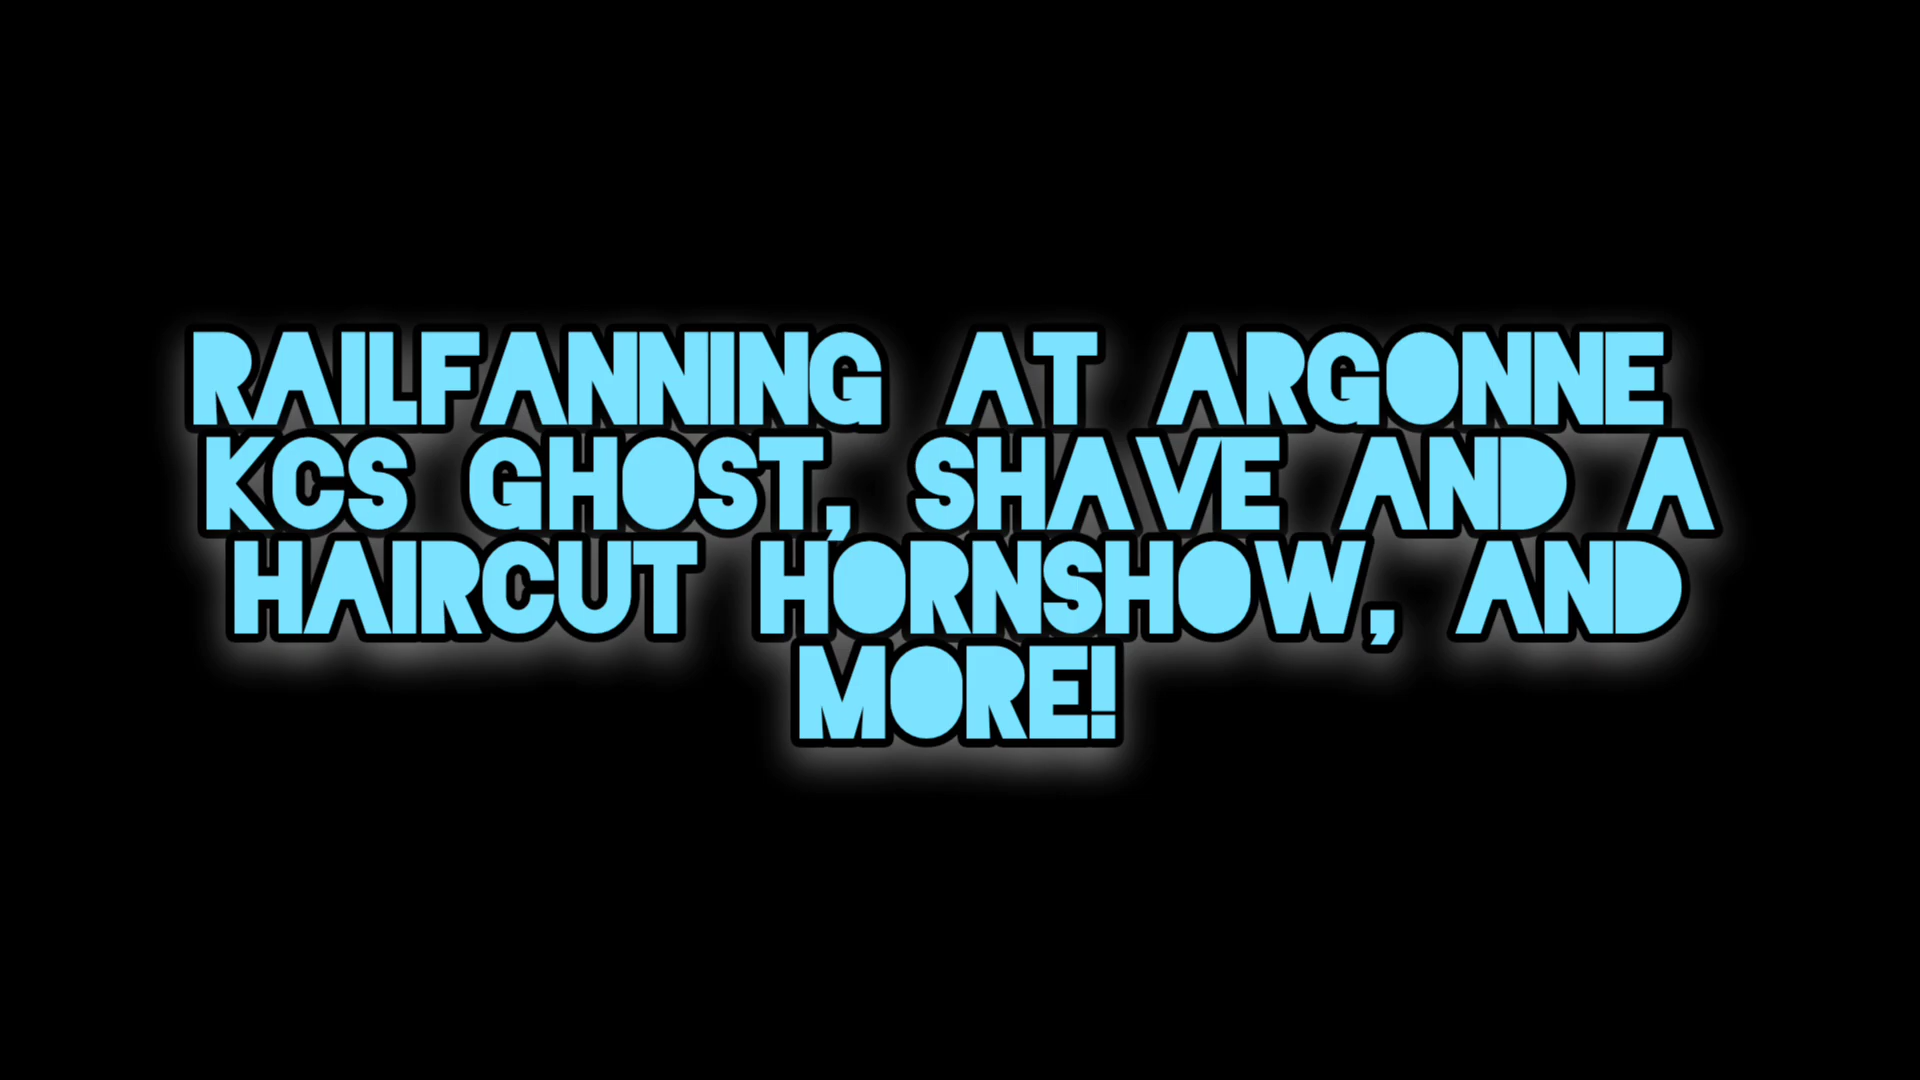 RAILFANNING AT ARGONNE
KCS GHOST, SHAVE AND A
HAIRCUT HORNSHOW, AND
MORE!